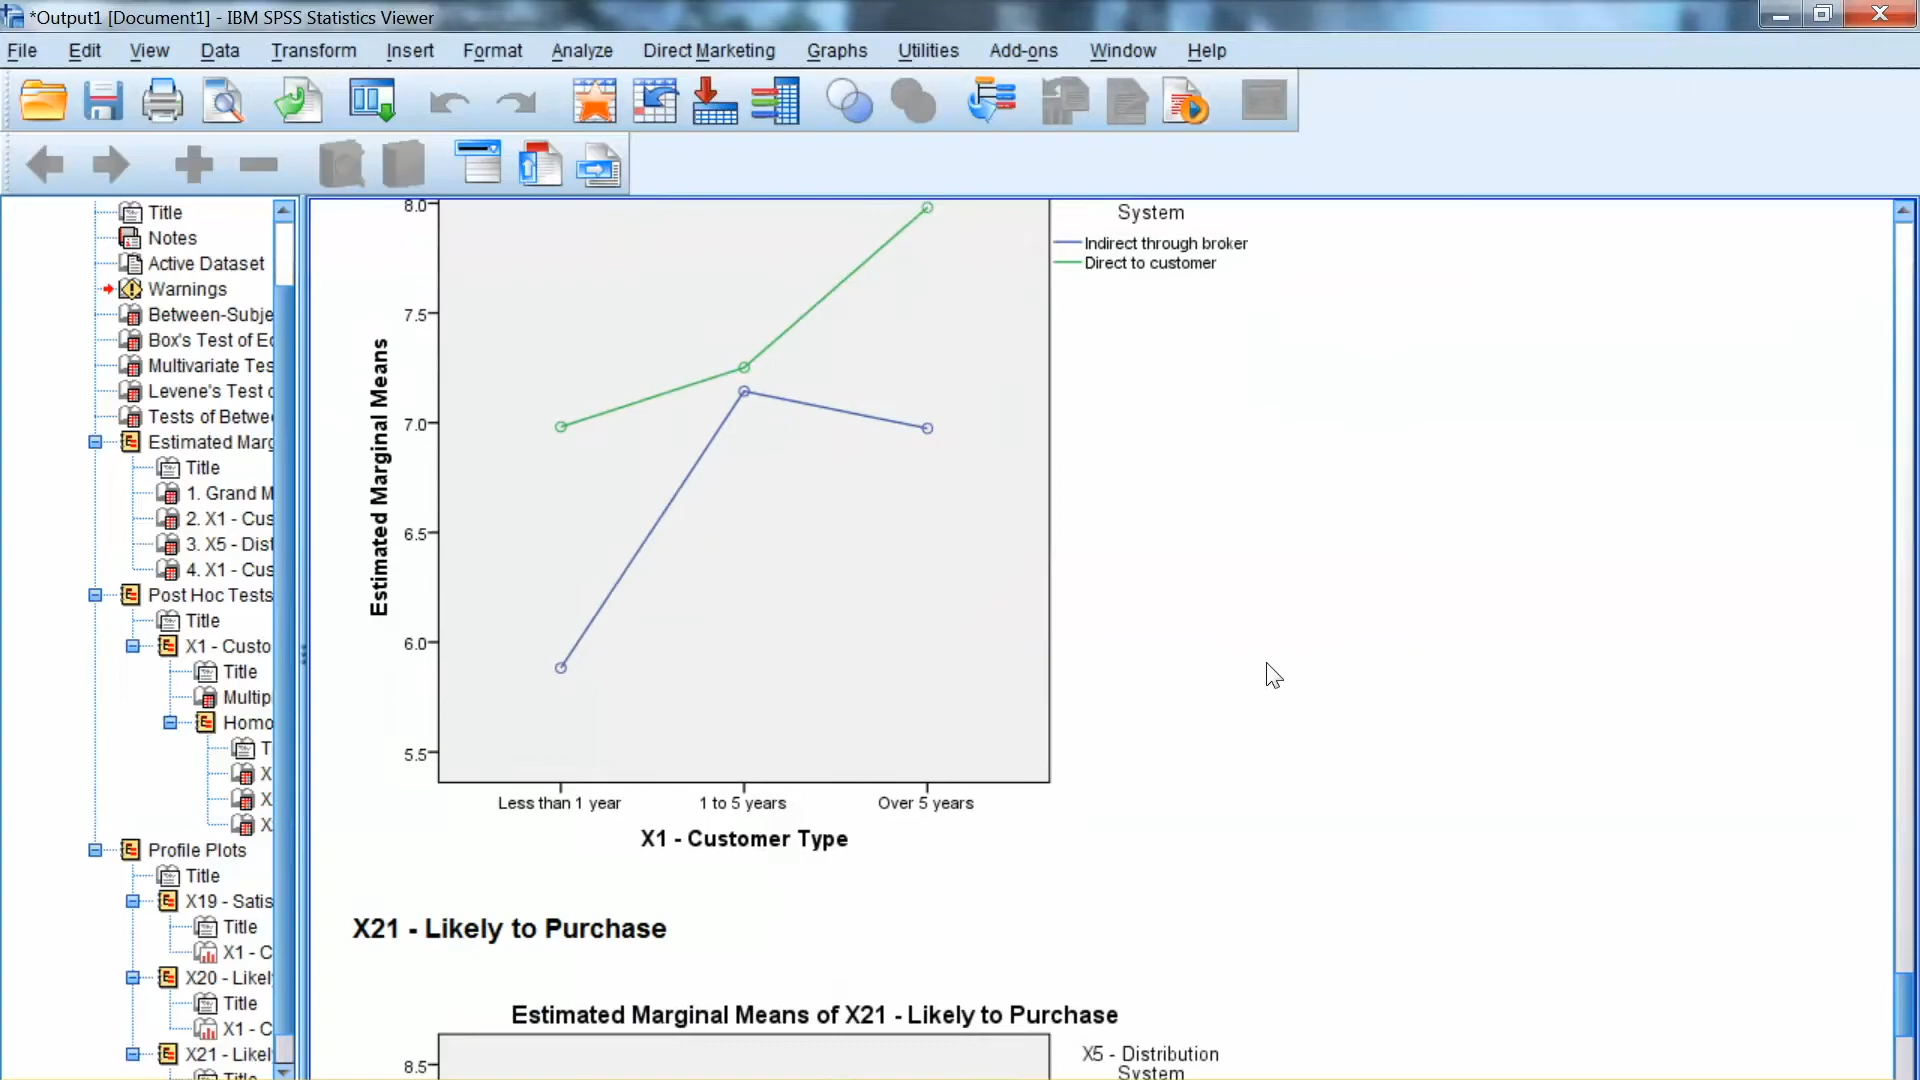 *Output1 [Document1] - IBM SPSS Statistics Viewer
File Edit View Data Transform Insert Format Analyze Direct Marketing Graphs Utilities Add-ons Window Help
Title
Notes
Active Dataset
Warnings
Between-Subje
Box's Test of Ec
Multivariate Tes
Levene's Test o
Tests of Betwe
Estimated Marg
Title
1. Grand M
2. X1 - Cus
3. X5 - Dist
4. X1 - Cus
Post Hoc Tests
Title
X1 - Custo
Title
Multip
Homo
T
X
X
X
Profile Plots
Title
X19 - Satis
Title
X1 - C
X20 - Likel
Title
X1 - C
X21 - Likel
Title
System
Indirect through broker
Direct to customer
Estimated Marginal Means
8.0
7.5
7.0
6.5
6.0
5.5
Less than 1 year 1 to 5 years Over 5 years
X1 - Customer Type
X21 - Likely to Purchase
Estimated Marginal Means of X21 - Likely to Purchase
8.5
X5 - Distribution
System